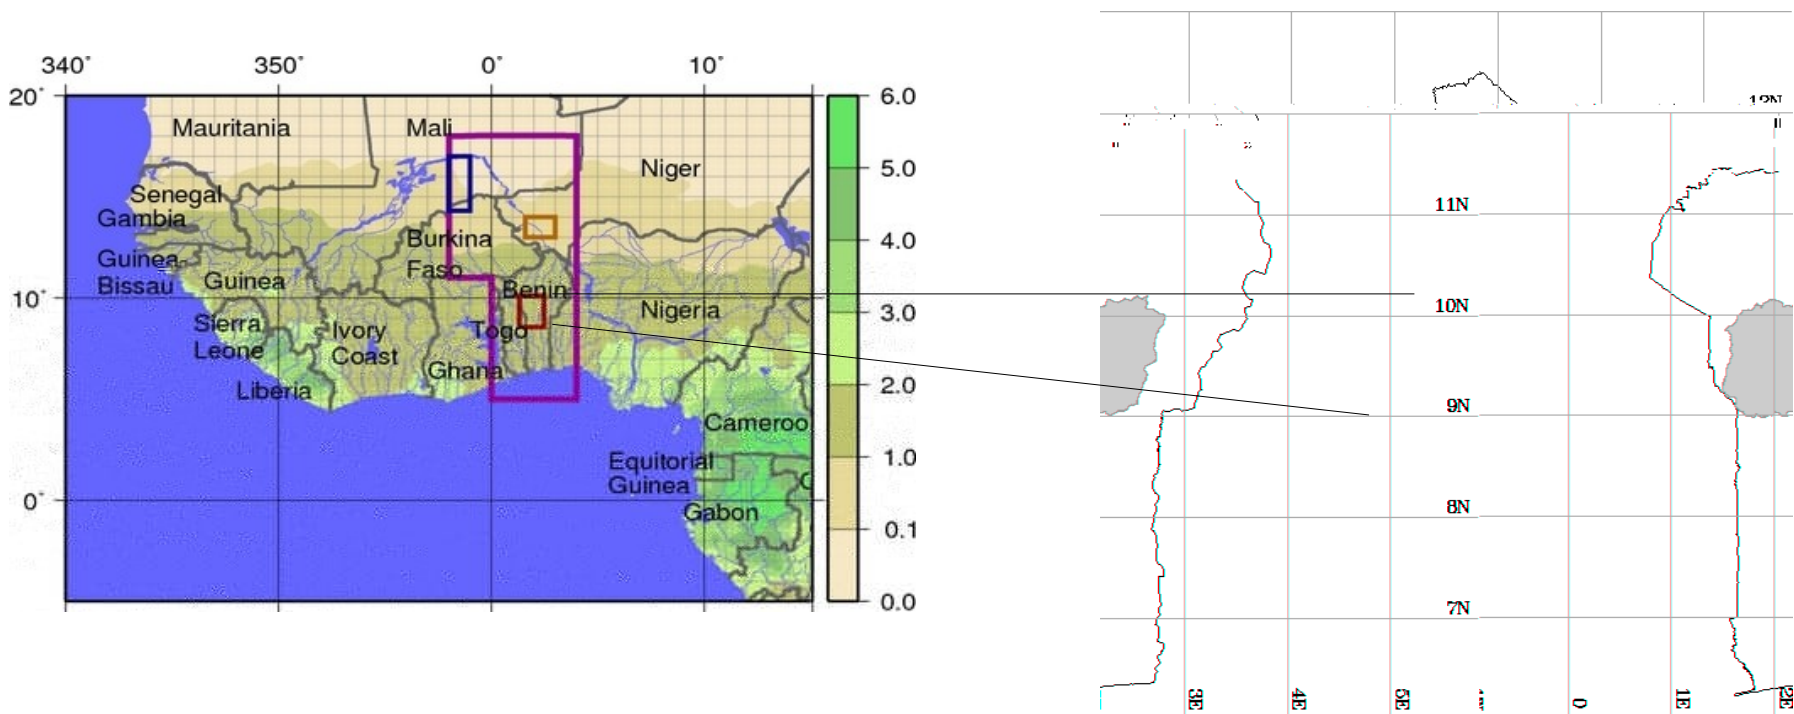 340° 350° 0° 10°
20°
10°
0°
Mauritania
Mali
Niger
Senegal
Gambia
Burkina
Faso
Guinea
Bissau
Guinea
Benin
Nigeria
Sierra
Leone
Ivory
Coast
Togo
Ghana
Liberia
Cameroo
Equitorial
Guinea
Gabon
6.0
5.0
4.0
3.0
2.0
1.0
0.1
0.0
12N
11N
10N
9N
8N
7N
3E 4E 5E 0 1E 2E